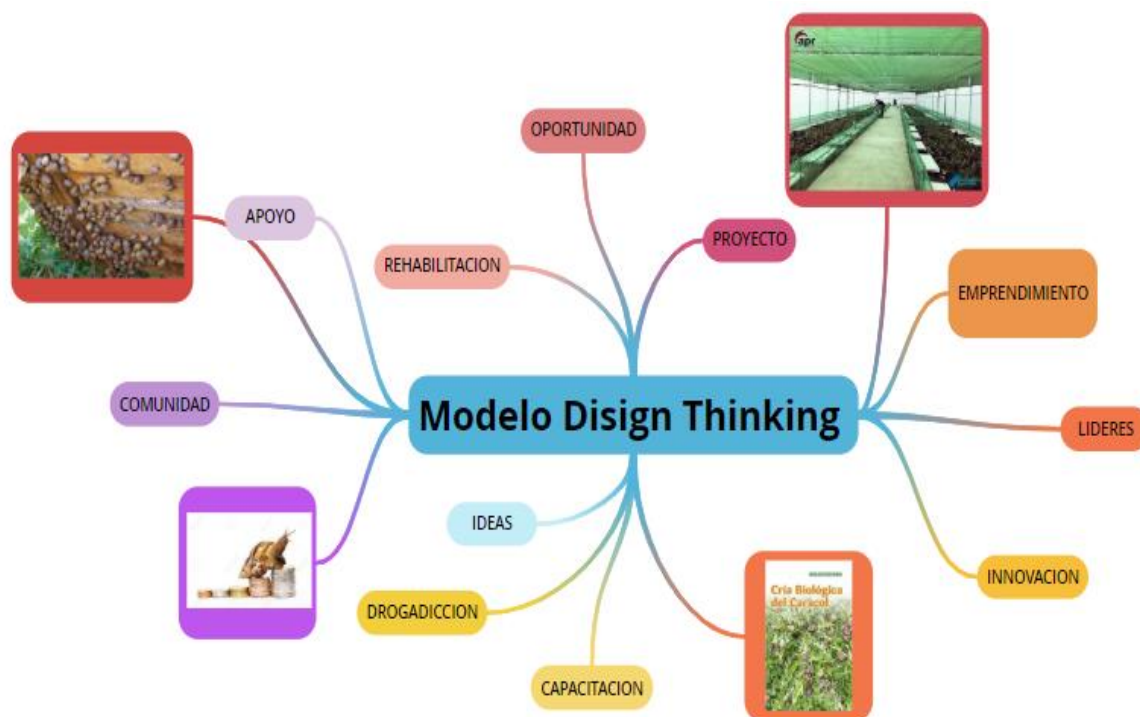 apr
OPORTUNIDAD
APOYO
PROYECTO
REHABILITACION
EMPRENDIMIENTO
COMUNIDAD
Modelo Disign Thinking
LIDERES
IDEAS
INNOVACION
DROGADICCION
Cría Biológica
del Caracol
CAPACITACION